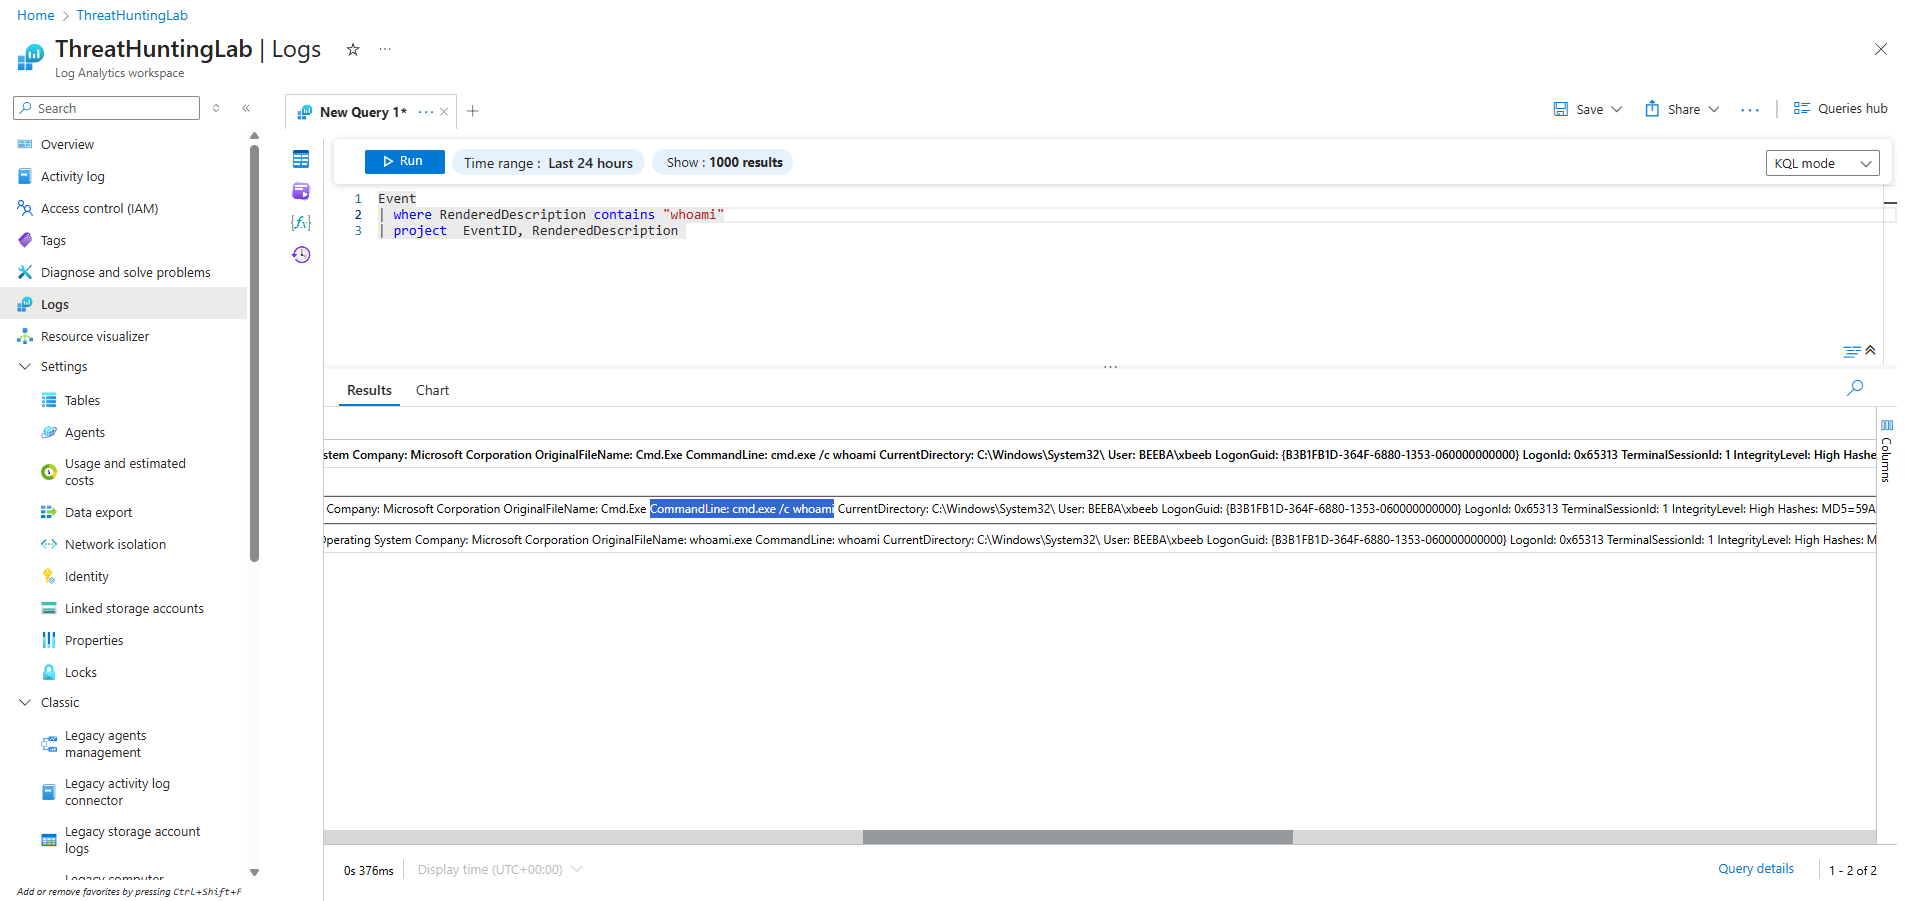 Home > ThreatHuntingLab
ThreatHuntingLab | Logs
Log Analytics workspace
Search
Overview
Activity log
Access control (IAM)
Tags
Diagnose and solve problems
Logs
Resource visualizer
Settings
Tables
Agents
Usage and estimated
costs
Data export
Network isolation
Identity
Linked storage accounts
Properties
Locks
Classic
Legacy agents
management
Legacy activity log
connector
Legacy storage account
logs
Legacy computer
Add or remove favorites by pressing Ctrl+Shift+F
New Query 1*
Save
Share
Queries hub
Run
Time range : Last 24 hours
Show : 1000 results
KQL mode
1 Event
2 | where RenderedDescription contains "whoami"
3 | project  EventID, RenderedDescription
Results
Chart
stem Company: Microsoft Corporation OriginalFileName: Cmd.Exe CommandLine: cmd.exe /c whoami CurrentDirectory: C:\Windows\System32\ User: BEEBA\xbeeb LogonGuid: {B3B1FB1D-364F-6880-1353-060000000000} LogonId: 0x65313 TerminalSessionId: 1 IntegrityLevel: High Hashe
Company: Microsoft Corporation OriginalFileName: Cmd.Exe CommandLine: cmd.exe /c whoami CurrentDirectory: C:\Windows\System32\ User: BEEBA\xbeeb LogonGuid: {B3B1FB1D-364F-6880-1353-060000000000} LogonId: 0x65313 TerminalSessionId: 1 IntegrityLevel: High Hashes: MD5=59A
Operating System Company: Microsoft Corporation OriginalFileName: whoami.exe CommandLine: whoami CurrentDirectory: C:\Windows\System32\ User: BEEBA\xbeeb LogonGuid: {B3B1FB1D-364F-6880-1353-060000000000} LogonId: 0x65313 TerminalSessionId: 1 IntegrityLevel: High Hashes: M
Columns
0s 376ms
Display time (UTC+00:00)
Query details
1 - 2 of 2